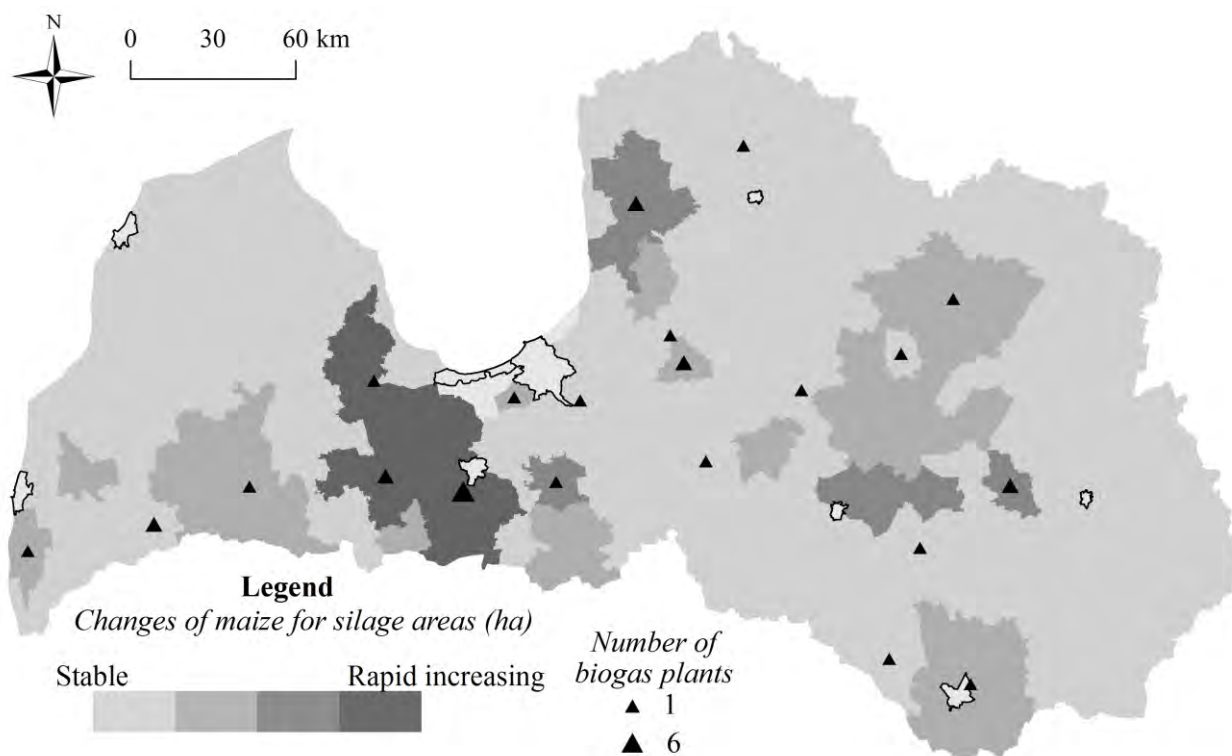 N
0 30 60 km
Legend
Changes of maize for silage areas (ha)
Stable Rapid increasing
Number of
biogas plants
1
6